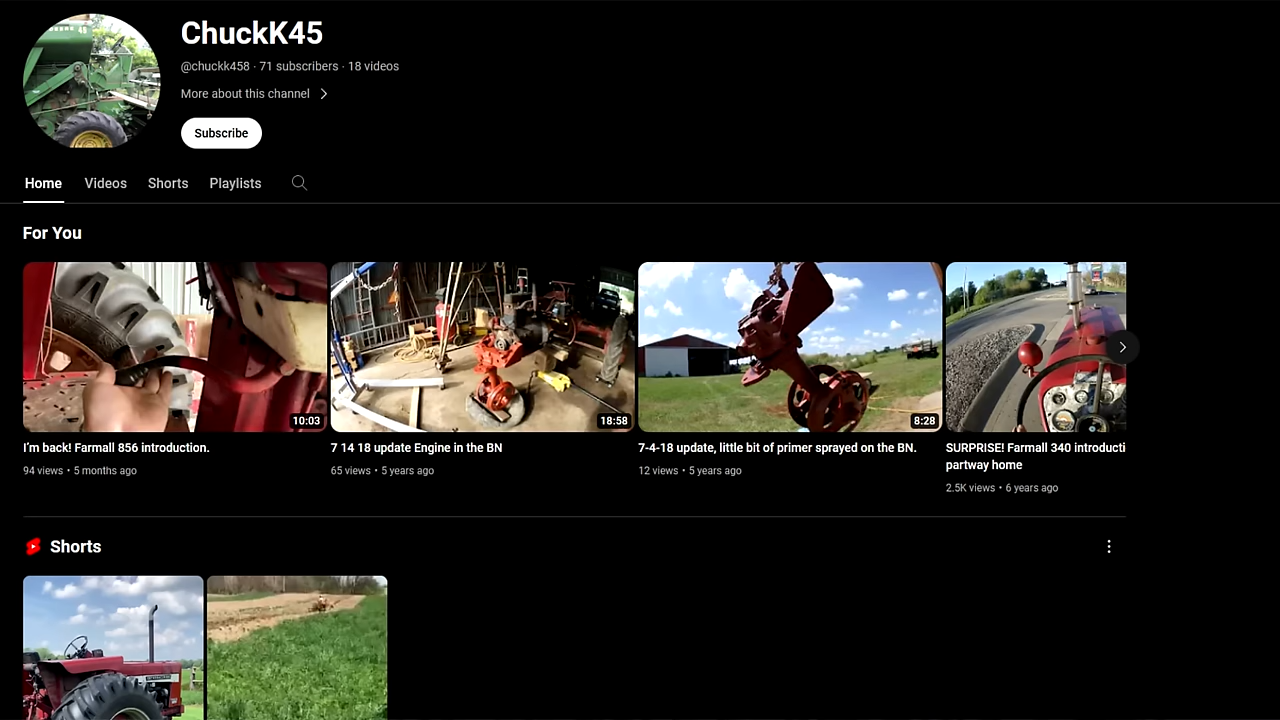 ChuckK45
@chuckk458 · 71 subscribers · 18 videos
More about this channel
Subscribe
Home Videos Shorts Playlists
For You
10:03 18:58 8:28
I'm back! Farmall 856 introduction.
94 views • 5 months ago
7 14 18 update Engine in the BN
65 views • 5 years ago
7-4-18 update, little bit of primer sprayed on the BN.
12 views • 5 years ago
SURPRISE! Farmall 340 introducti
partway home
2.5K views • 6 years ago
Shorts